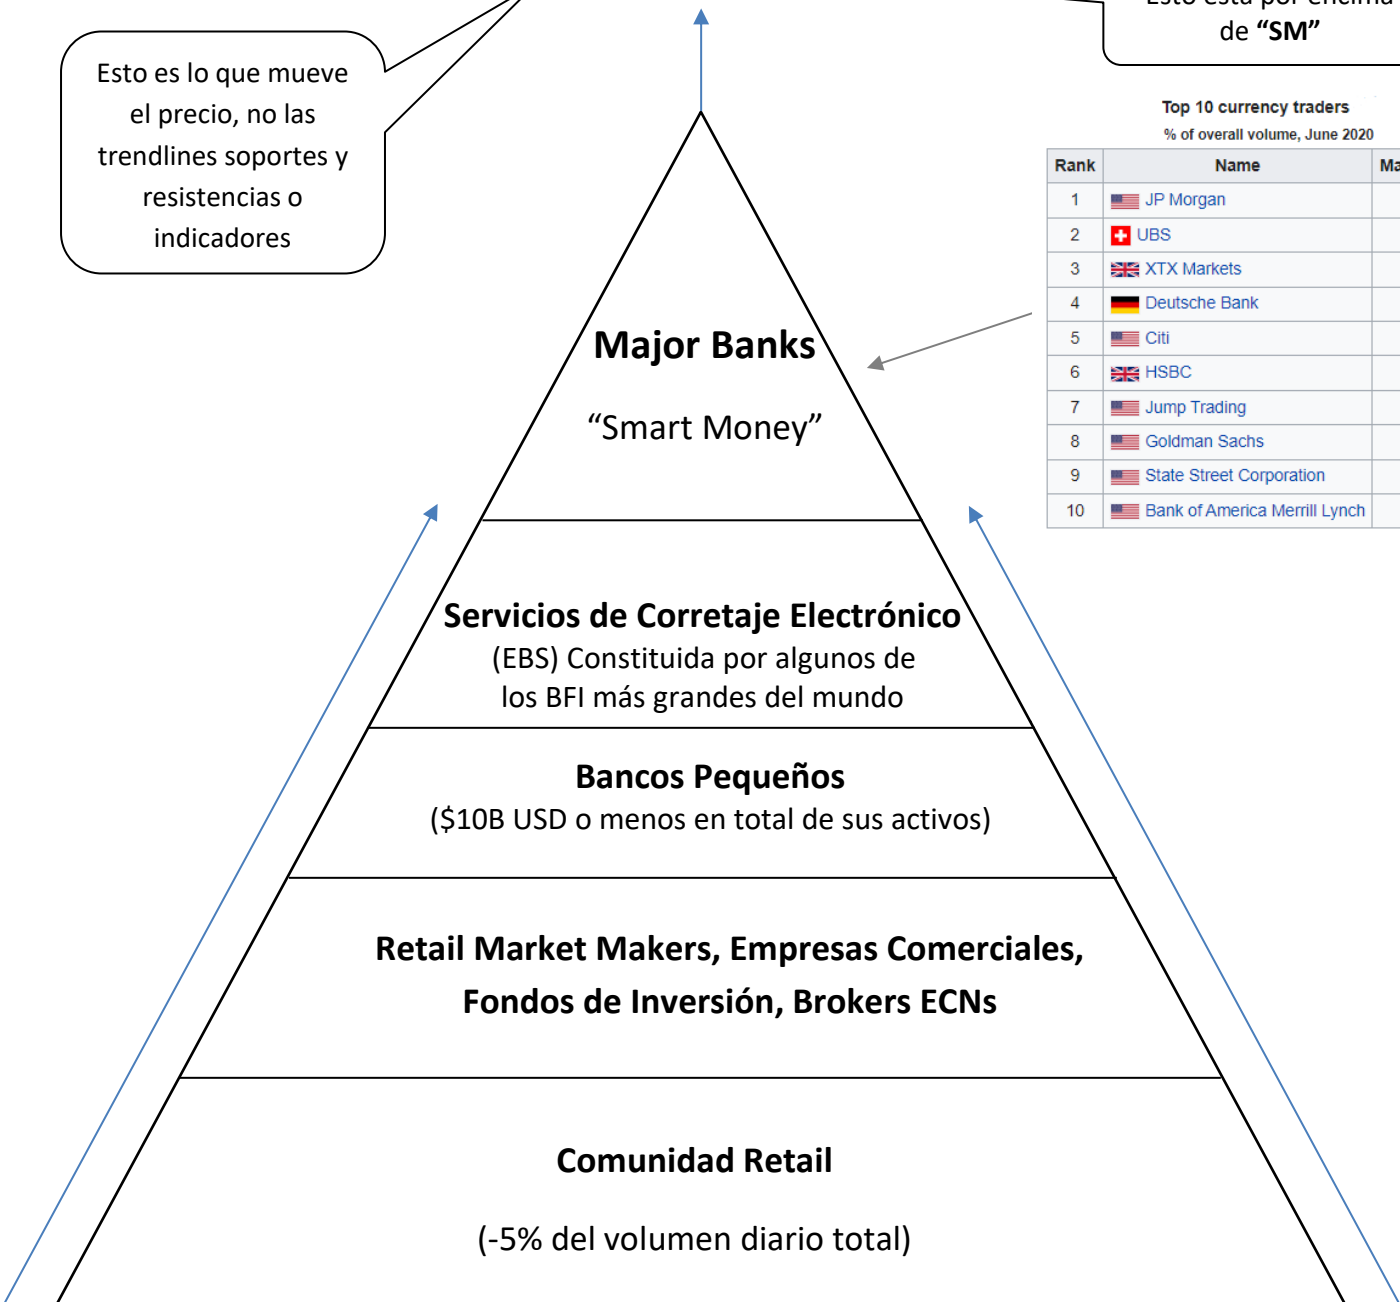 Esto está por encima
de “SM”
Esto es lo que mueve
el precio, no las
trendlines soportes y
resistencias o
indicadores
Top 10 currency traders
% of overall volume, June 2020
Rank Name Ma
1 JP Morgan
2 UBS
3 XTX Markets
4 Deutsche Bank
5 Citi
6 HSBC
7 Jump Trading
8 Goldman Sachs
9 State Street Corporation
10 Bank of America Merrill Lynch
Major Banks
“Smart Money”
Servicios de Corretaje Electrónico
(EBS) Constituida por algunos de
los BFI más grandes del mundo
Bancos Pequeños
($10B USD o menos en total de sus activos)
Retail Market Makers, Empresas Comerciales,
Fondos de Inversión, Brokers ECNs
Comunidad Retail
(-5% del volumen diario total)